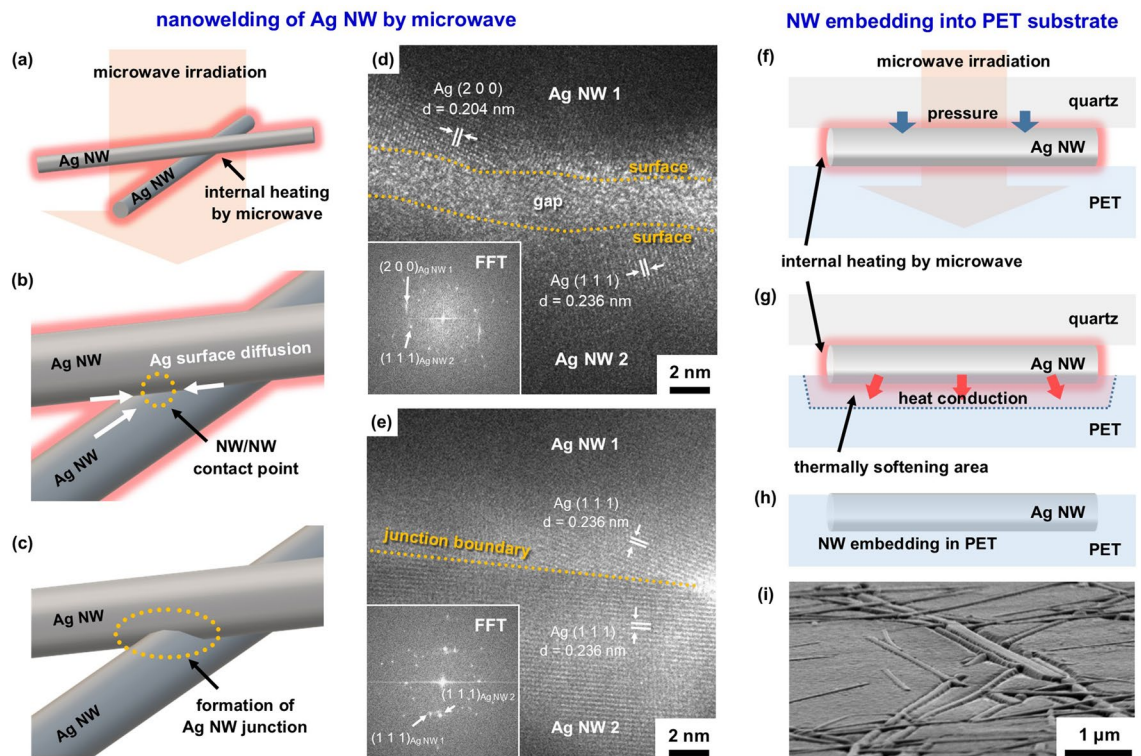 nanowelding of Ag NW by microwave
NW embedding into PET substrate
(a)
microwave irradiation
Ag NW
Ag NW
internal heating
by microwave
(b)
Ag NW
Ag surface diffusion
Ag NW
NW/NW
contact point
(c)
Ag NW
Ag NW
formation of
Ag NW junction
(d)
Ag (2 0 0)
d = 0.204 nm
Ag NW 1
surface
gap
surface
FFT
(2 0 0)Ag NW 1
(1 1 1)Ag NW 2
Ag (1 1 1)
d = 0.236 nm
Ag NW 2
2 nm
(e)
Ag NW 1
Ag (1 1 1)
d = 0.236 nm
junction boundary
FFT
Ag (1 1 1)
d = 0.236 nm
(1 1 1)Ag NW 2
(1 1 1)Ag NW 1
Ag NW 2
2 nm
(f)
microwave irradiation
quartz
pressure
Ag NW
PET
internal heating by microwave
(g)
quartz
Ag NW
heat conduction
PET
thermally softening area
(h)
Ag NW
NW embedding in PET
PET
(i)
1 µm